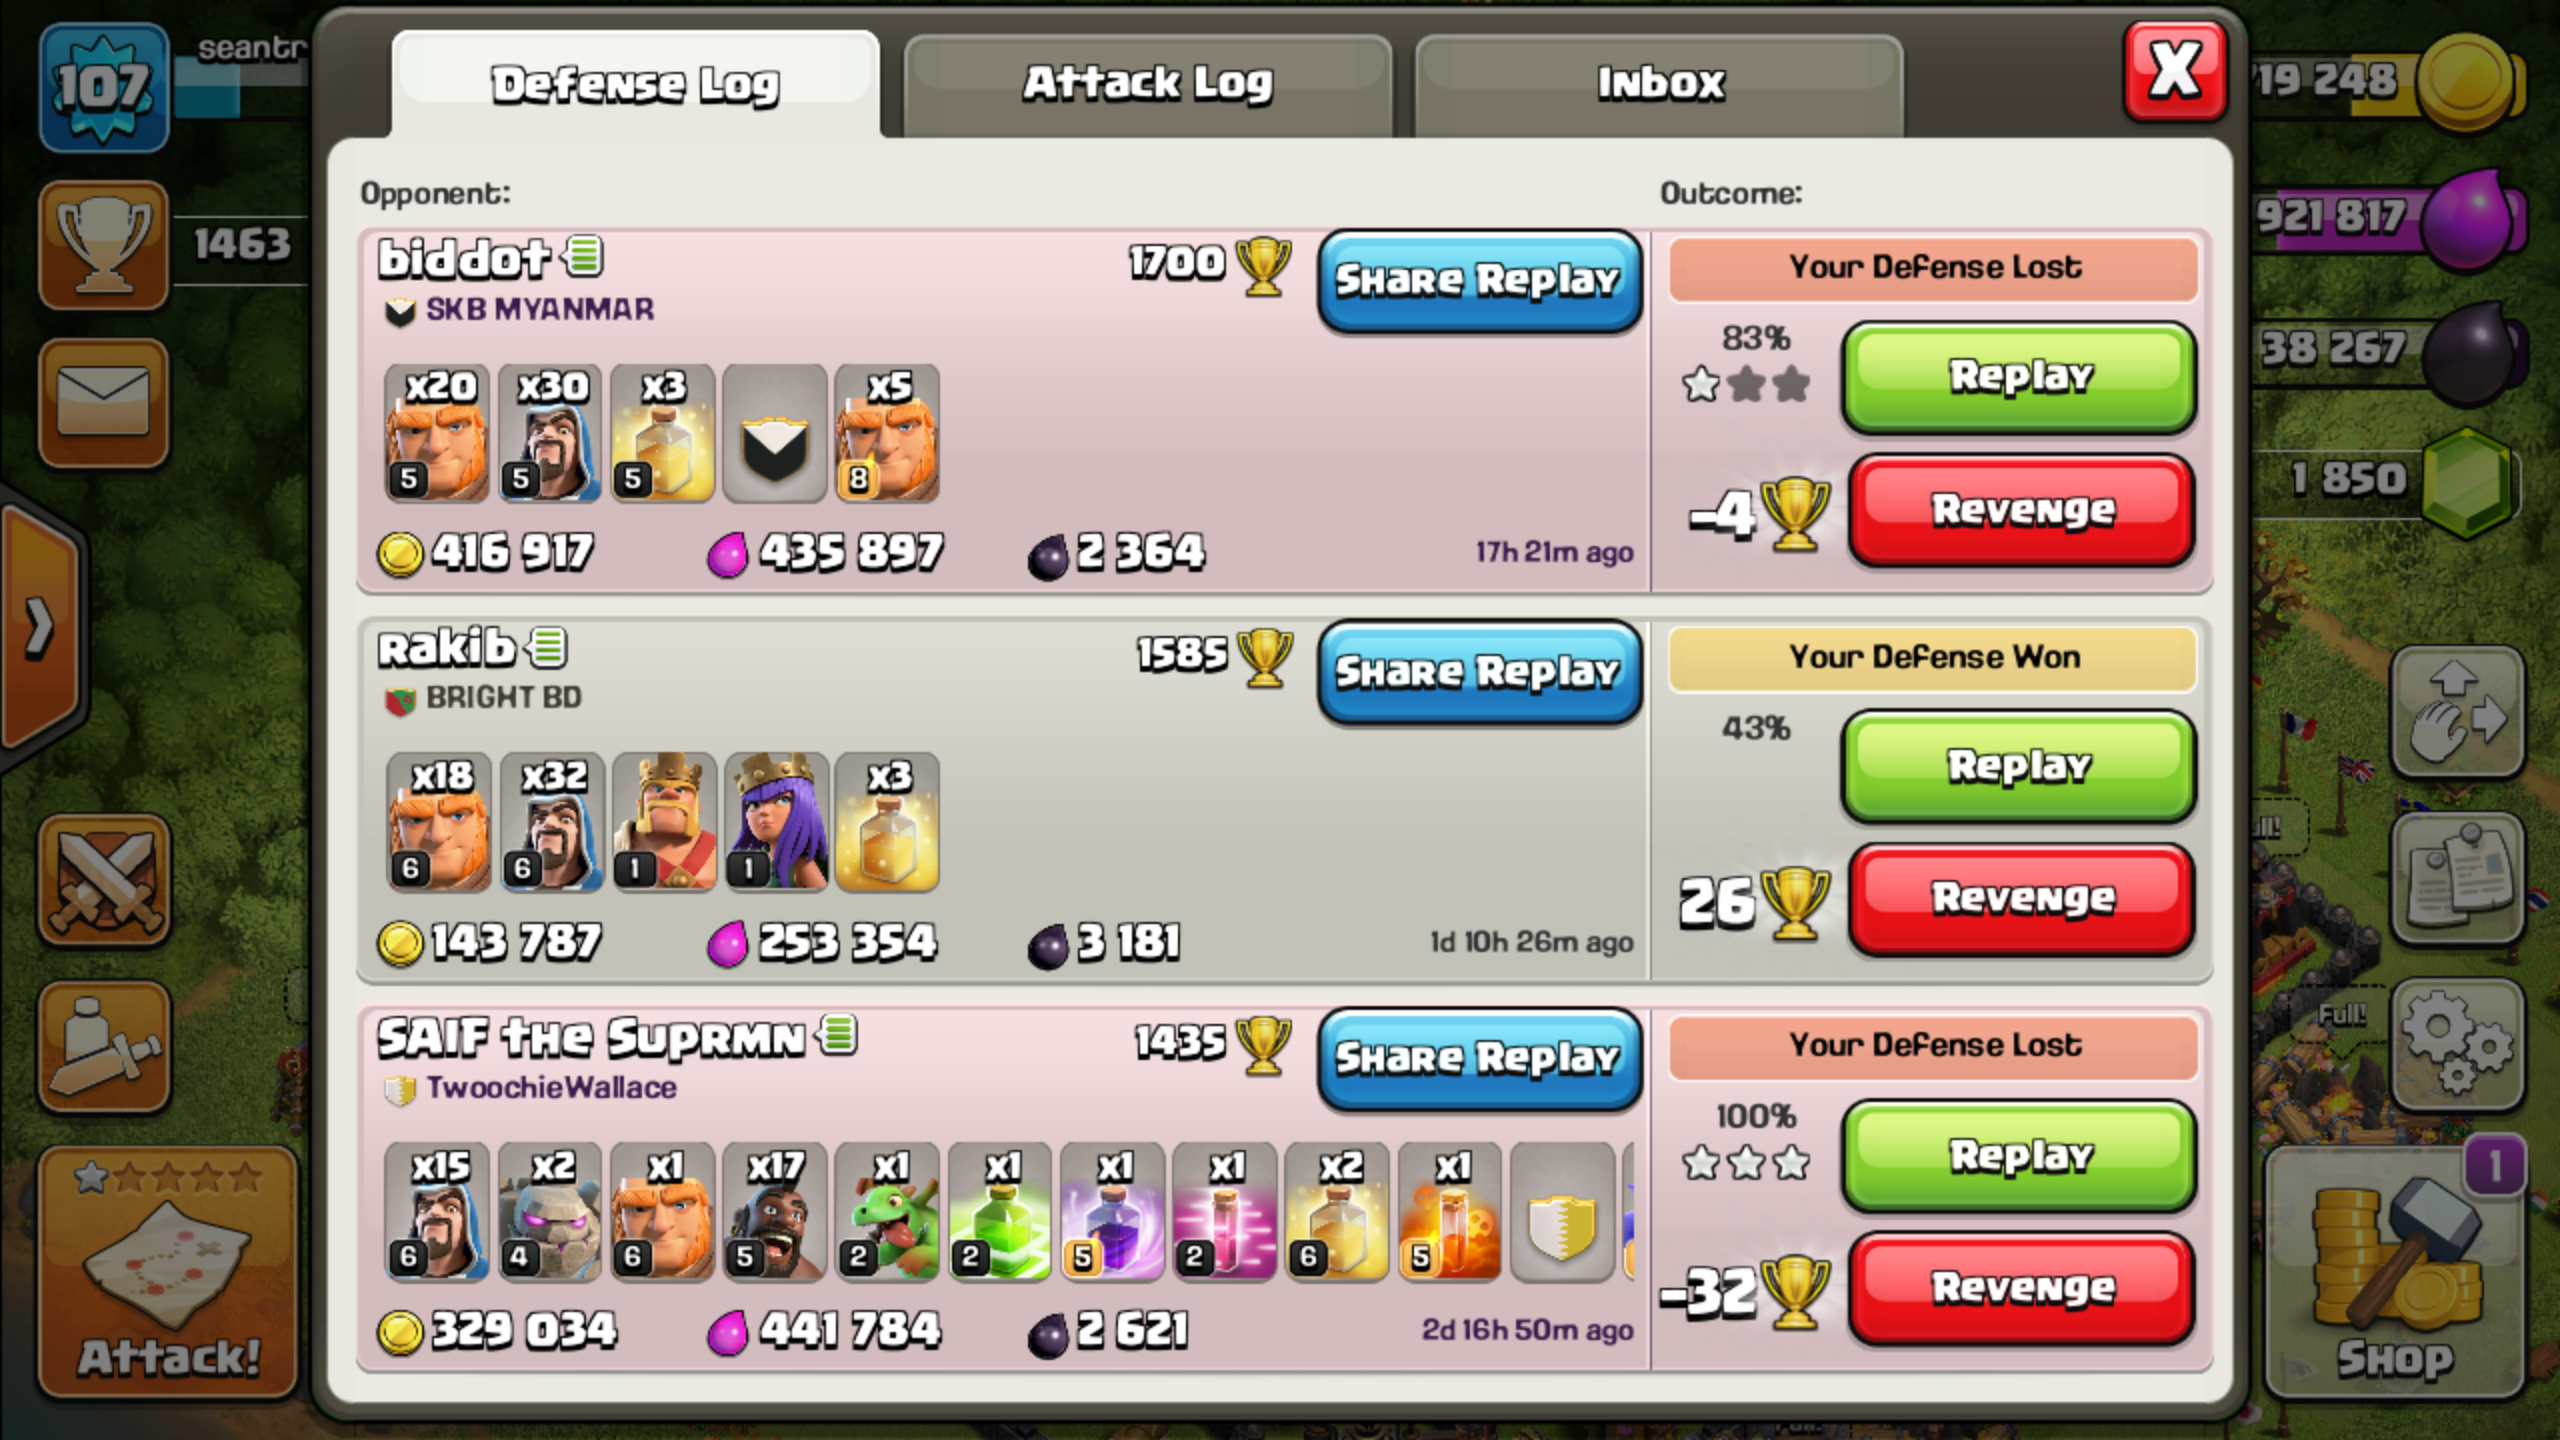 107
seantr
1463
Defense Log
Attack Log
Inbox
X
19 248
921 817
38 267
1 850
Opponent:
Outcome:
biddot
SKB MYANMAR
1700
Share Replay
Your Defense Lost
x20
x30
x3
x5
5
5
5
8
83%
Replay
-4
Revenge
416 917
435 897
2 364
17h 21m ago
Rakib
BRIGHT BD
1585
Share Replay
Your Defense Won
x18
x32
x3
6
6
1
1
43%
Replay
26
Revenge
143 787
253 354
3 181
1d 10h 26m ago
SAIF the Suprmn
TwoochieWallace
1435
Share Replay
Your Defense Lost
x15
x2
x1
x17
x1
x1
x1
x1
x2
x1
6
4
6
5
2
2
5
2
6
5
100%
Replay
-32
Revenge
329 034
441 784
2 621
2d 16h 50m ago
Attack!
Full!
1
Shop